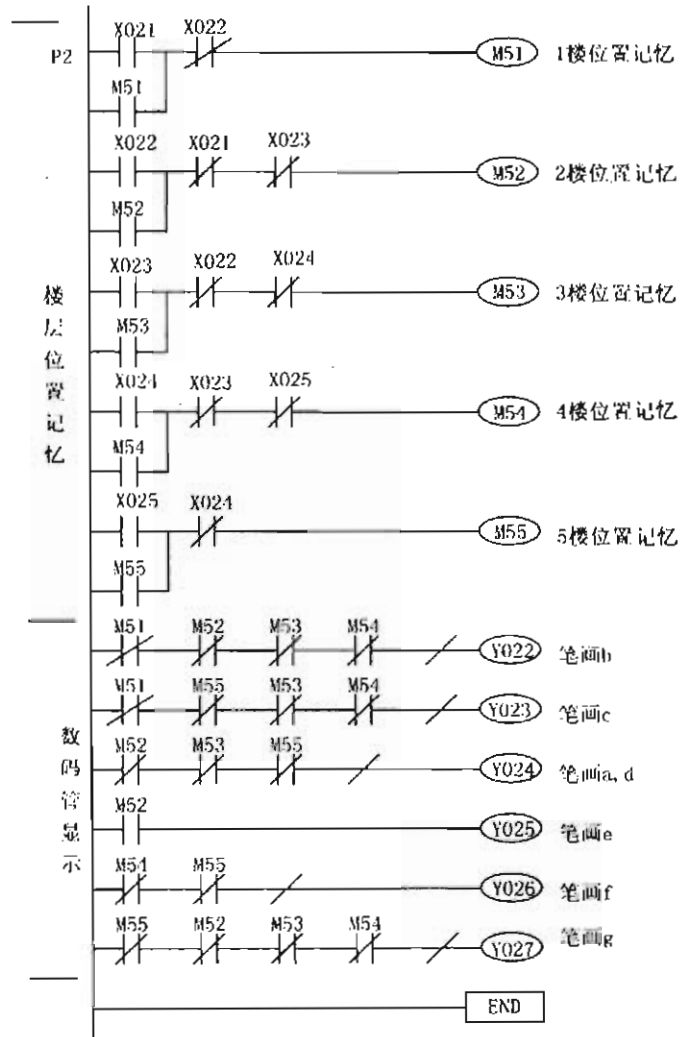 X021 X022
P2 M51 1楼位置记忆
M51
X022 X021 X023
M52 2楼位置记忆
M52
X023 X022 X024
M53 3楼位置记忆
M53
X024 X023 X025
M54 4楼位置记忆
M54
X025 X024
M55 5楼位置记忆
M55
楼层位置记忆
M51 M52 M53 M54
Y022 笔画b
M51 M55 M53 M54
Y023 笔画c
M52 M53 M55
Y024 笔画a,d
M52
Y025 笔画e
M54 M55
Y026 笔画f
M55 M52 M53 M54
Y027 笔画g
数码管显示
END